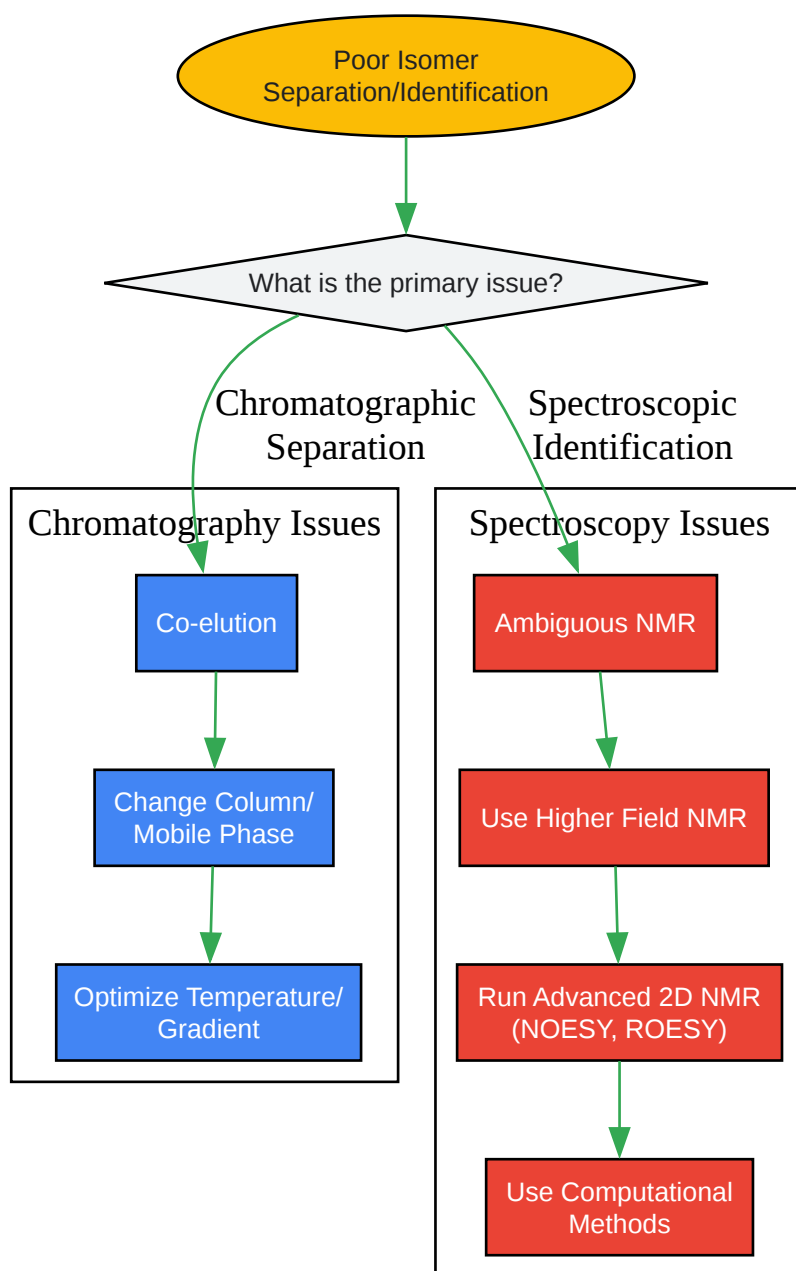 Poor Isomer
Separation/Identification
What is the primary issue?
Chromatographic
Separation
Spectroscopic
Identification
Chromatography Issues
Co-elution
Change Column/
Mobile Phase
Optimize Temperature/
Gradient
Spectroscopy Issues
Ambiguous NMR
Use Higher Field NMR
Run Advanced 2D NMR
(NOESY, ROESY)
Use Computational
Methods